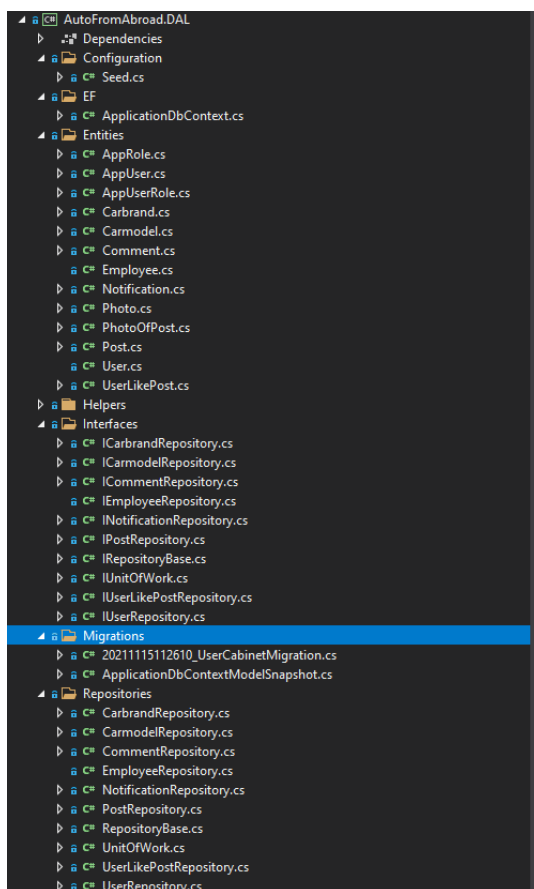 C# AutoFromAbroad.DAL
Dependencies
Configuration
C# Seed.cs
EF
C# ApplicationDbContext.cs
Entities
C# AppRole.cs
C# AppUser.cs
C# AppUserRole.cs
C# Carbrand.cs
C# Carmodel.cs
C# Comment.cs
C# Employee.cs
C# Notification.cs
C# Photo.cs
C# PhotoOfPost.cs
C# Post.cs
C# User.cs
C# UserLikePost.cs
Helpers
Interfaces
C# ICarbrandRepository.cs
C# ICarmodelRepository.cs
C# ICommentRepository.cs
C# IEmployeeRepository.cs
C# INotificationRepository.cs
C# IPostRepository.cs
C# IRepositoryBase.cs
C# IUnitOfWork.cs
C# IUserLikePostRepository.cs
C# IUserRepository.cs
Migrations
C# 20211115112610_UserCabinetMigration.cs
C# ApplicationDbContextModelSnapshot.cs
Repositories
C# CarbrandRepository.cs
C# CarmodelRepository.cs
C# CommentRepository.cs
C# EmployeeRepository.cs
C# NotificationRepository.cs
C# PostRepository.cs
C# RepositoryBase.cs
C# UnitOfWork.cs
C# UserLikePostRepository.cs
C# UserRepository.cs